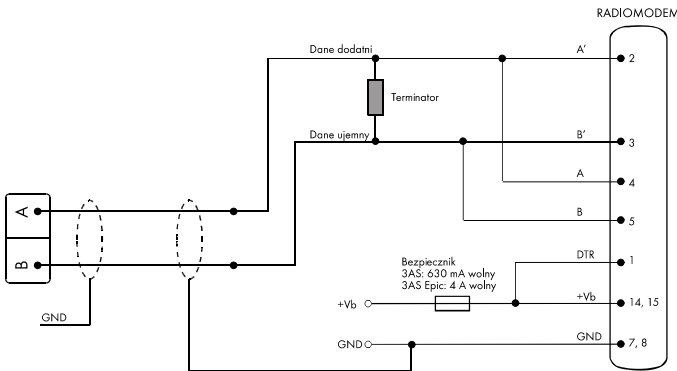 RADIOMODEM
Dane dodatni
A'
2
Terminator
Dane ujemny
B'
3
A
4
A
B
5
B
DTR
1
Bezpiecznik
3AS: 630 mA wolny
3AS Epic: 4 A wolny
+Vb
+Vb
14, 15
GND
GND
GND
7, 8